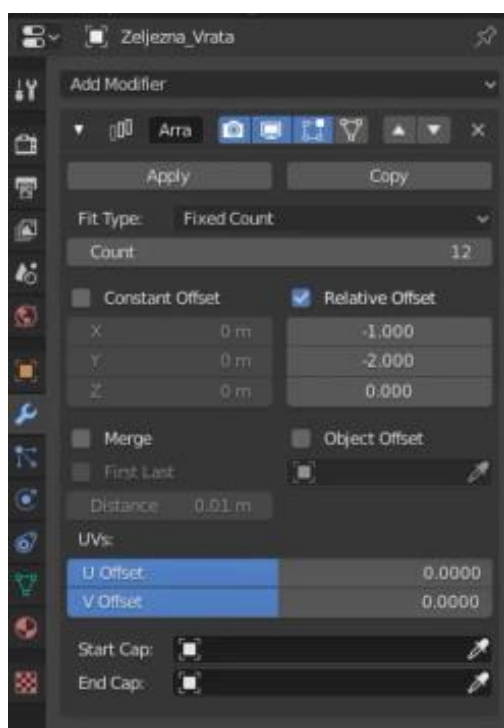 Zeljezna_Vrata
Add Modifier
Arra
Apply Copy
Fit Type: Fixed Count
Count 12
Constant Offset Relative Offset
X 0 m -1.000
Y 0 m -2.000
Z 0 m 0.000
Merge Object Offset
First Last
Distance 0.01 m
UVs:
U Offset 0.0000
V Offset 0.0000
Start Cap:
End Cap: